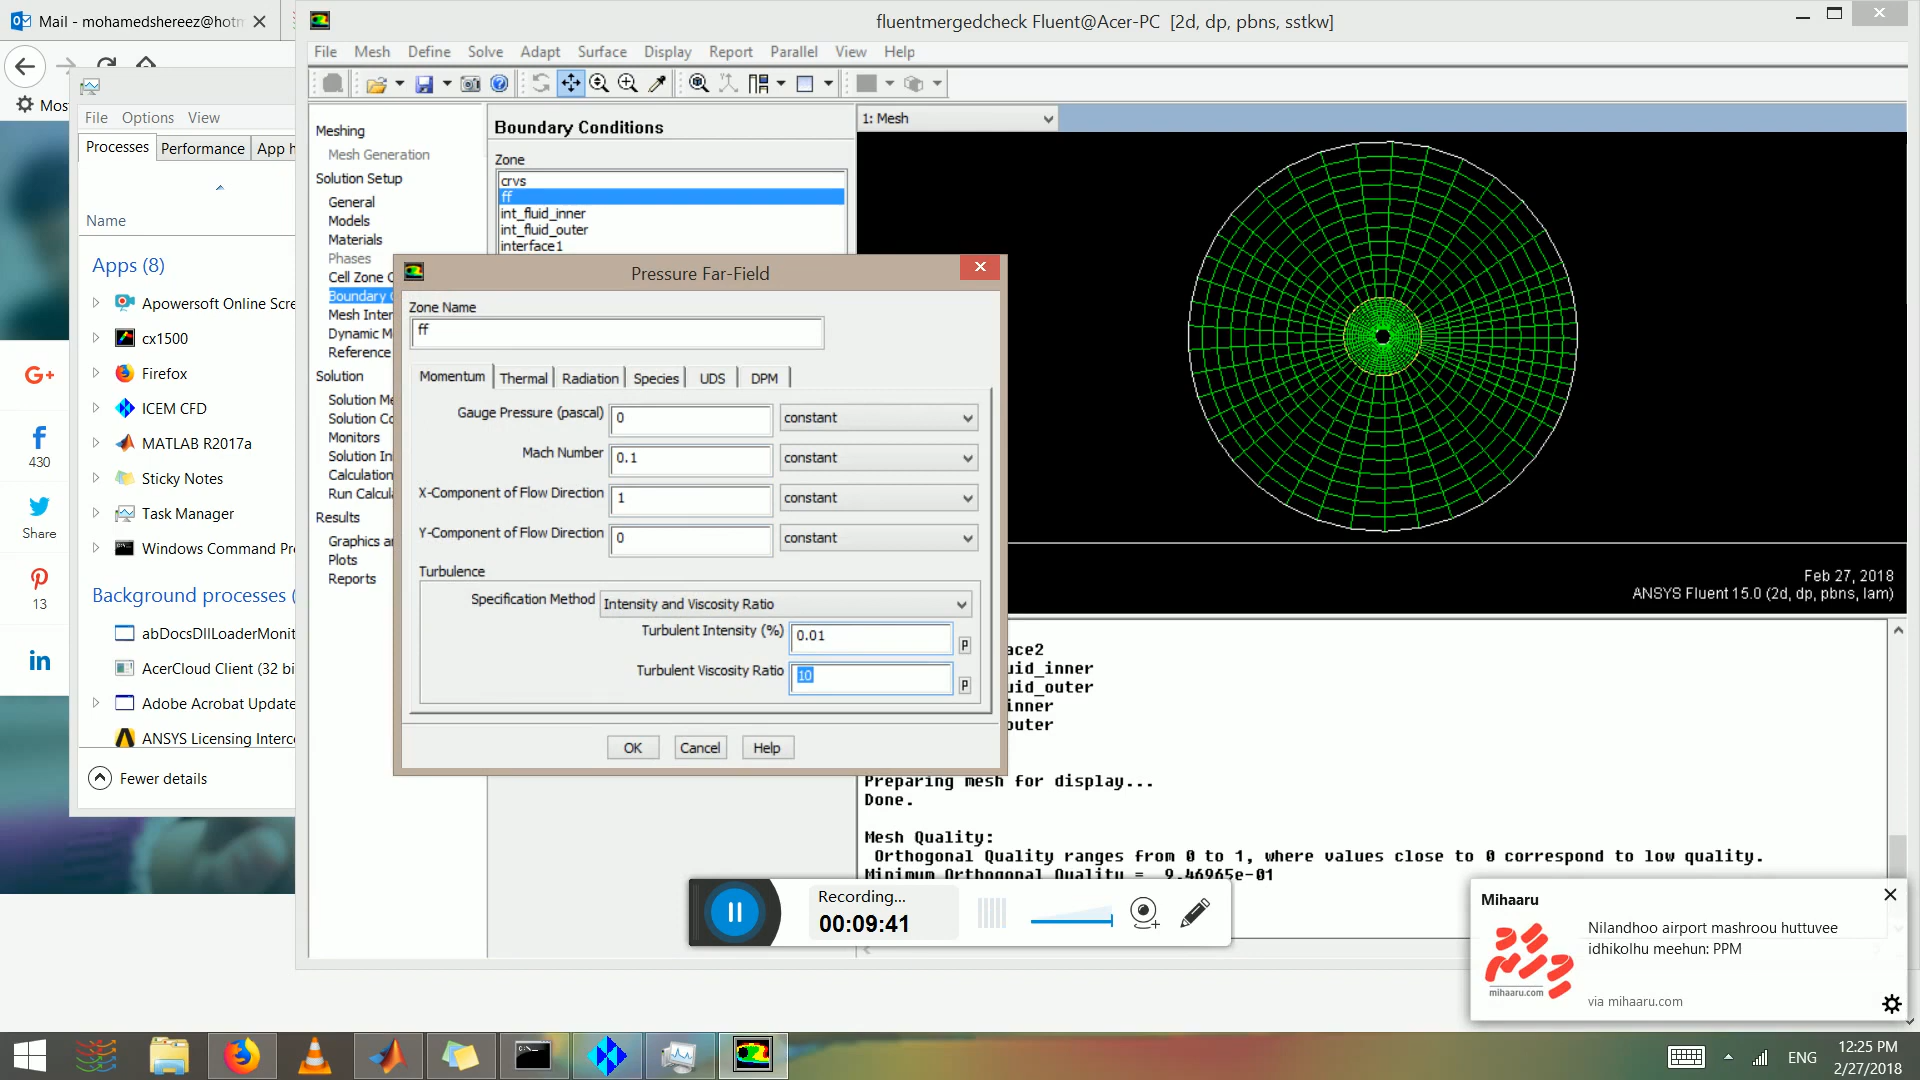 Mail - mohamedshereez@hotm
fluentmergedcheck Fluent@Acer-PC [2d, dp, pbns, sstkw]
File Mesh Define Solve Adapt Surface Display Report Parallel View Help
Mos
File Options View
Processes Performance App h
Name
Apps (8)
Apowersoft Online Scre
cx1500
Firefox
ICEM CFD
MATLAB R2017a
Sticky Notes
Task Manager
Windows Command Pr
Background processes (
abDocsDllLoaderMonit
AcerCloud Client (32 bi
Adobe Acrobat Update
ANSYS Licensing Interc
Fewer details
G+
430
Share
13
in
Meshing
Mesh Generation
Solution Setup
General
Models
Materials
Phases
Cell Zone C
Boundary C
Mesh Inter
Dynamic M
Reference
Solution
Solution Me
Solution Co
Monitors
Solution In
Calculation
Run Calcul
Results
Graphics an
Plots
Reports
Boundary Conditions
Zone
crvs
ff
int_fluid_inner
int_fluid_outer
interface1
1: Mesh
Pressure Far-Field
Zone Name
ff
Momentum Thermal Radiation Species UDS DPM
Gauge Pressure (pascal) 0 constant
Mach Number 0.1 constant
X-Component of Flow Direction 1 constant
Y-Component of Flow Direction 0 constant
Turbulence
Specification Method Intensity and Viscosity Ratio
Turbulent Intensity (%) 0.01 P
Turbulent Viscosity Ratio 10 P
OK Cancel Help
Feb 27, 2018
ANSYS Fluent 15.0 (2d, dp, pbns, lam)
ace2
uid_inner
uid_outer
inner
outer
Preparing mesh for display...
Done.
Mesh Quality:
Orthogonal Quality ranges from 0 to 1, where values close to 0 correspond to low quality.
Minimum Orthogonal Quality = 9.46965e-01
Recording...
00:09:41
Mihaaru
Nilandhoo airport mashroou huttuvee
idhikolhu meehun: PPM
mihaaru.com
via mihaaru.com
ENG
12:25 PM
2/27/2018